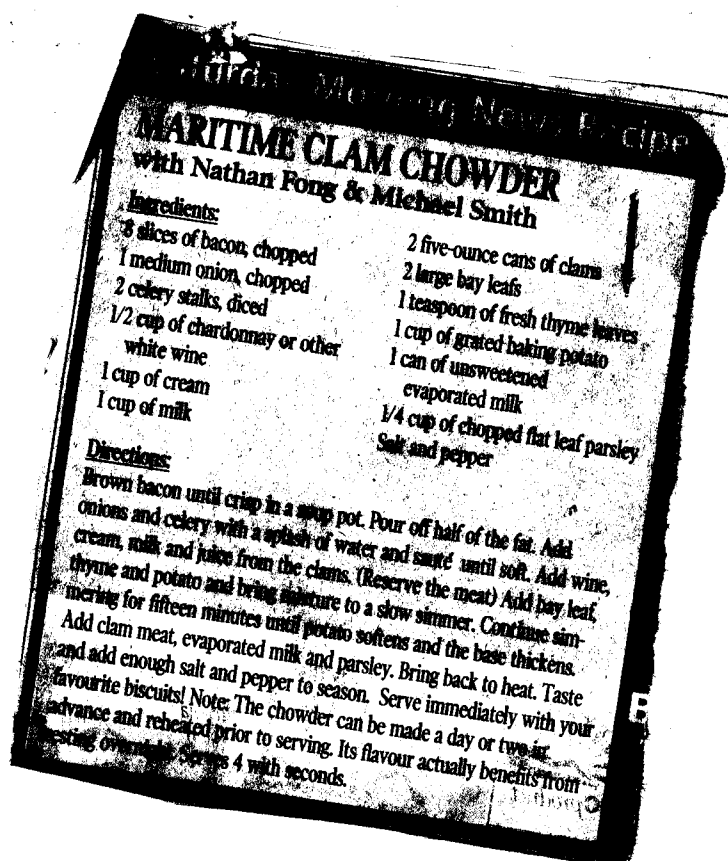 Saturday Morning News Recipe
MARITIME CLAM CHOWDER
with Nathan Fong & Michael Smith
Ingredients:
8 slices of bacon, chopped
1 medium onion, chopped
2 celery stalks, diced
1/2 cup of chardonnay or other
white wine
1 cup of cream
1 cup of milk
2 five-ounce cans of clams
2 large bay leafs
1 teaspoon of fresh thyme leaves
1 cup of grated baking potato
1 can of unsweetened
evaporated milk
1/4 cup of chopped flat leaf parsley
Salt and pepper
Directions:
Brown bacon until crisp in a soup pot. Pour off half of the fat. Add
onions and celery with a splash of water and sauté until soft. Add wine,
cream, milk and juice from the clams. (Reserve the meat) Add bay leaf,
thyme and potato and bring mixture to a slow simmer. Continue sim-
mering for fifteen minutes until potato softens and the base thickens.
Add clam meat, evaporated milk and parsley. Bring back to heat. Taste
and add enough salt and pepper to season. Serve immediately with your
favourite biscuits! Note: The chowder can be made a day or two in
advance and reheated prior to serving. Its flavour actually benefits from
resting overnight. Serves 4 with seconds.
B